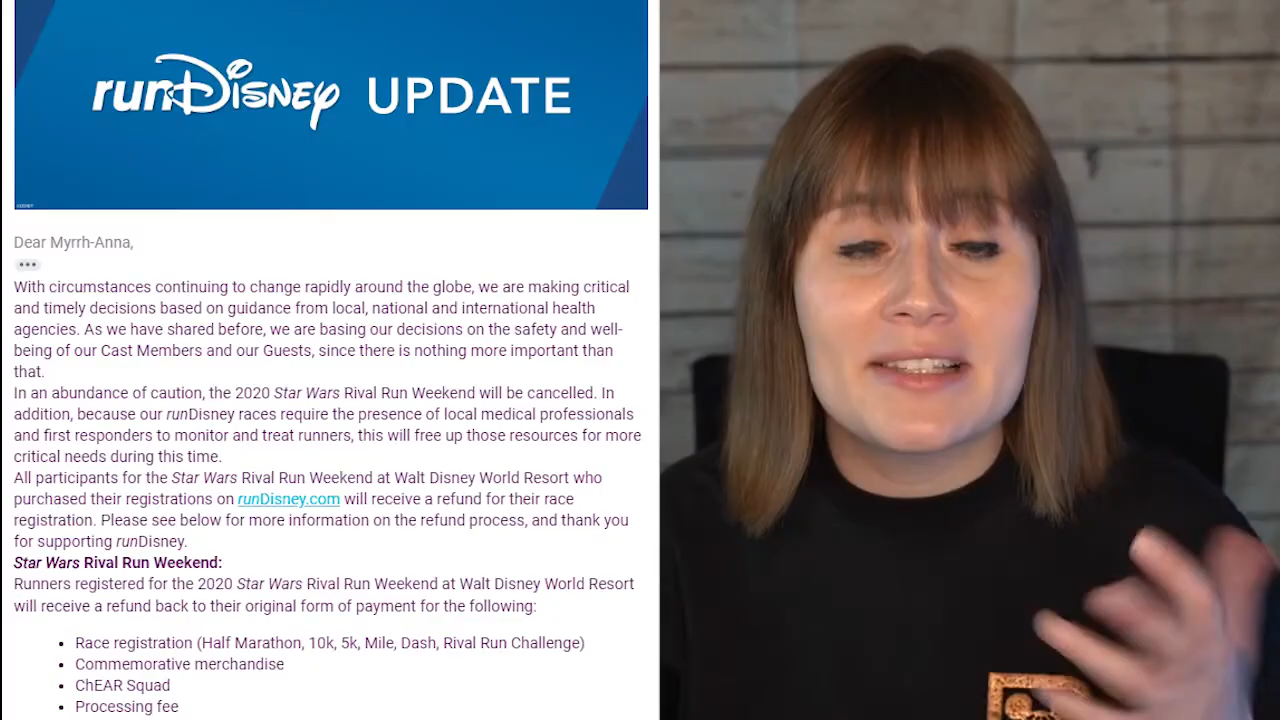 runDisney UPDATE
©DISNEY
Dear Myrrh-Anna,
With circumstances continuing to change rapidly around the globe, we are making critical
and timely decisions based on guidance from local, national and international health
agencies. As we have shared before, we are basing our decisions on the safety and well-
being of our Cast Members and our Guests, since there is nothing more important than
that.
In an abundance of caution, the 2020 Star Wars Rival Run Weekend will be cancelled. In
addition, because our runDisney races require the presence of local medical professionals
and first responders to monitor and treat runners, this will free up those resources for more
critical needs during this time.
All participants for the Star Wars Rival Run Weekend at Walt Disney World Resort who
purchased their registrations on runDisney.com will receive a refund for their race
registration. Please see below for more information on the refund process, and thank you
for supporting runDisney.
Star Wars Rival Run Weekend:
Runners registered for the 2020 Star Wars Rival Run Weekend at Walt Disney World Resort
will receive a refund back to their original form of payment for the following:
• Race registration (Half Marathon, 10k, 5k, Mile, Dash, Rival Run Challenge)
• Commemorative merchandise
• ChEAR Squad
• Processing fee